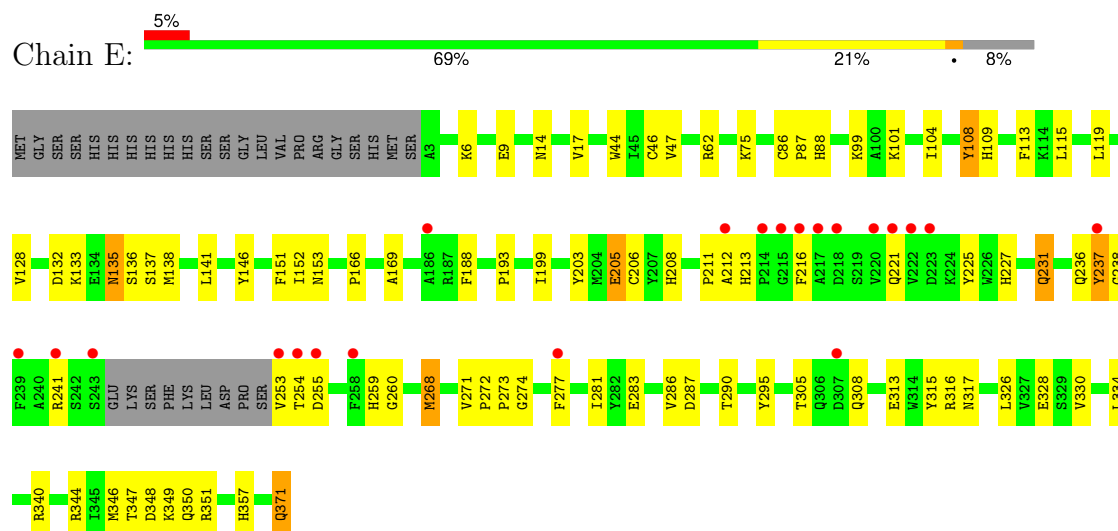 5%
Chain E:
69% 21% • 8%
MET GLY SER SER HIS HIS HIS HIS HIS HIS SER SER GLY LEU VAL PRO ARG GLY SER HIS MET SER A3 K6 E9 N14 V17 W44 I45 C46 V47 R62 K75 C86 P87 H88 K99 A100 K101 I104 Y108 H109 F113 K114 L115 L119
V128 D132 K133 E134 N135 S136 S137 M138 L141 Y146 F151 I152 N153 P166 A169 A186 R187 F188 P193 I199 Y203 M204 E205 C206 Y207 H208 P211 A212 H213 P214 G215 F216 A217 D218 S219 V220 Q221 V222 D223 K224 Y225 W226 H227 Q231 Q236 Y237 G238
F239 A240 R241 S242 S243 GLU LYS SER PHE LYS LEU ASP PRO SER V253 T254 D255 F258 H259 G260 M268 V271 P272 P273 G274 F277 I281 Y282 E283 V286 D287 T290 Y295 T305 Q306 D307 Q308 E313 W314 Y315 R316 N317 L326 V327 E328 S329 V330 L334
R340 R344 I345 M346 T347 D348 K349 Q350 R351 H357 Q371